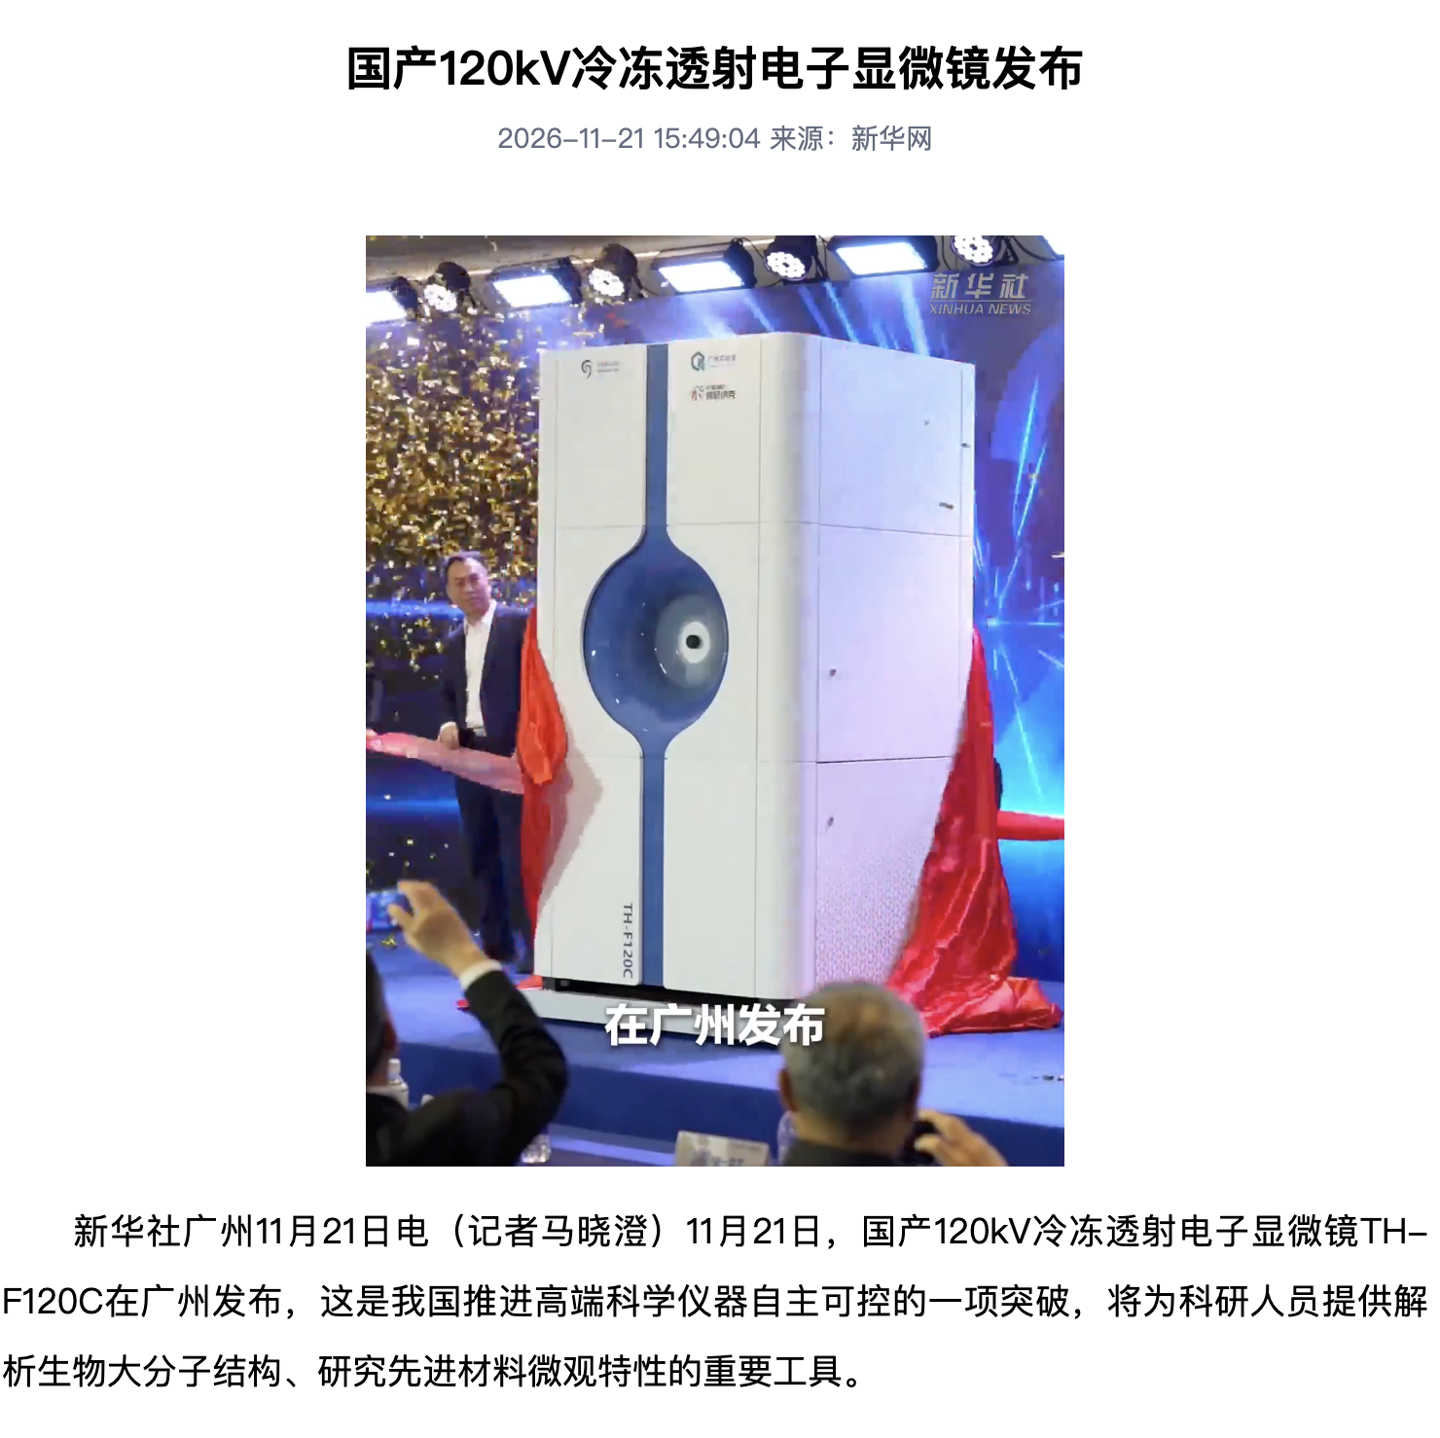 国产120kV冷冻透射电子显微镜发布
2026-11-21 15:49:04 来源：新华网
新华社
XINHUA NEWS
广州实验室
TH-F120C
在广州发布
新华社广州11月21日电（记者马晓澄）11月21日，国产120kV冷冻透射电子显微镜TH-
F120C在广州发布，这是我国推进高端科学仪器自主可控的一项突破，将为科研人员提供解
析生物大分子结构、研究先进材料微观特性的重要工具。